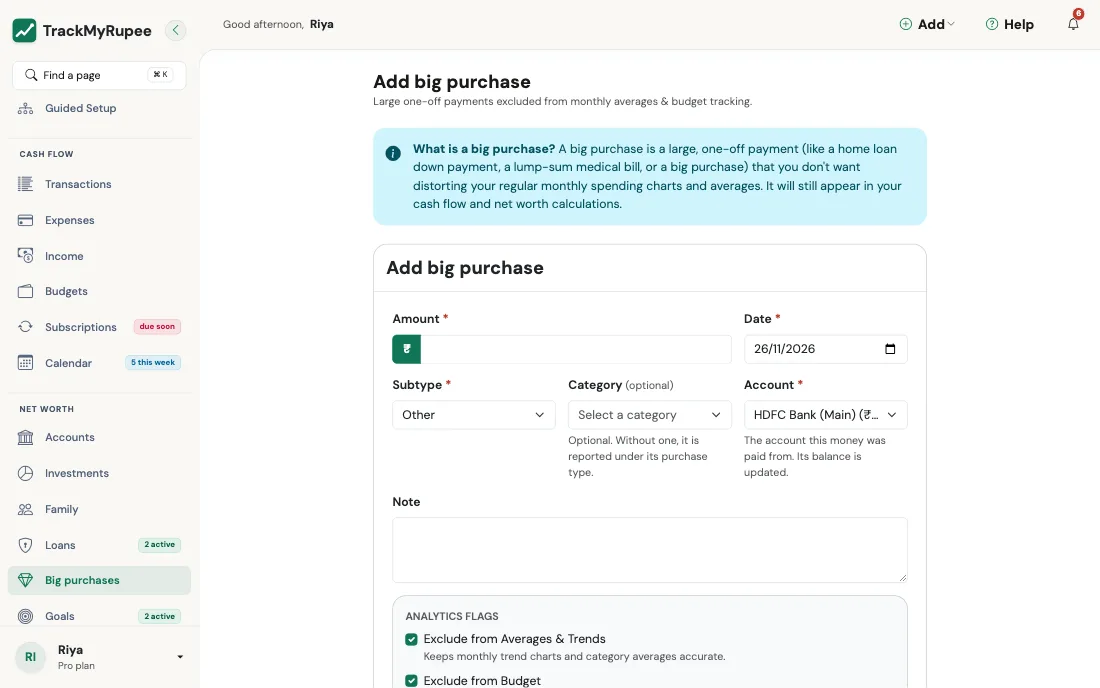 TrackMyRupee
Find a page
⌘ K
Guided Setup
CASH FLOW
Transactions
Expenses
Income
Budgets
Subscriptions due soon
Calendar 5 this week
NET WORTH
Accounts
Investments
Family
Loans 2 active
Big purchases
Goals 2 active
RI
Riya
Pro plan
Good afternoon, Riya
Add
Help
6
Add big purchase
Large one-off payments excluded from monthly averages & budget tracking.
What is a big purchase? A big purchase is a large, one-off payment (like a home loan
down payment, a lump-sum medical bill, or a big purchase) that you don't want
distorting your regular monthly spending charts and averages. It will still appear in your
cash flow and net worth calculations.
Add big purchase
Amount *
₹
Date *
26/11/2026
Subtype *
Other
Category (optional)
Select a category
Optional. Without one, it is
reported under its purchase
type.
Account *
HDFC Bank (Main) (₹...
The account this money was
paid from. Its balance is
updated.
Note
ANALYTICS FLAGS
Exclude from Averages & Trends
Keeps monthly trend charts and category averages accurate.
Exclude from Budget